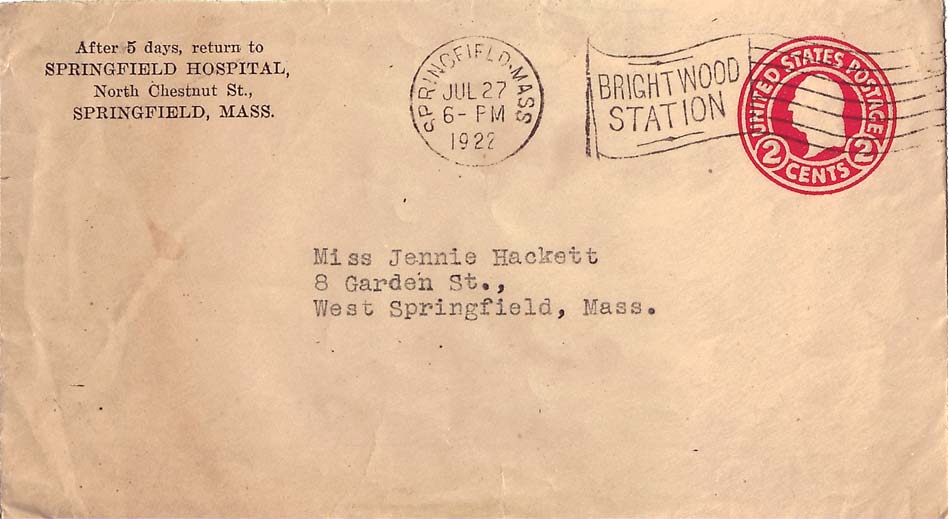 After 5 days, return to
SPRINGFIELD HOSPITAL,
North Chestnut St.,
SPRINGFIELD, MASS.
SPRINGFIELD, MASS
JUL 27
6- PM
1922
BRIGHTWOOD
STATION
UNITED STATES POSTAGE
2 CENTS 2
Miss Jennie Hackett
8 Garden St.,
West Springfield, Mass.